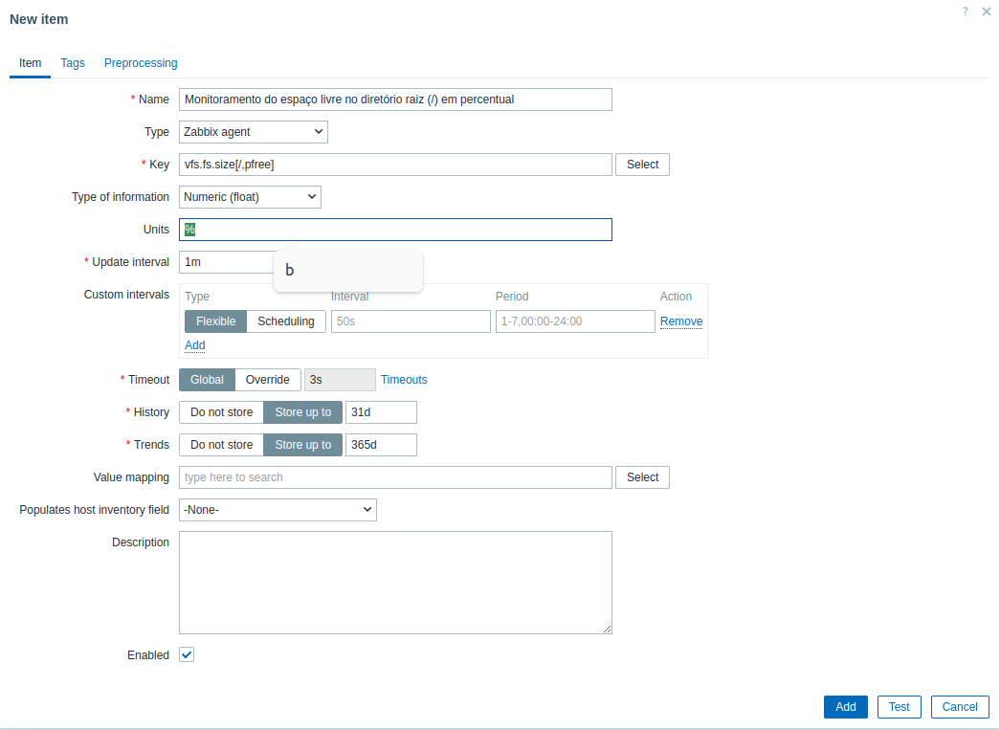 New item
? ×
Item Tags Preprocessing
* Name Monitoramento do espaço livre no diretório raiz (/) em percentual
Type Zabbix agent
* Key vfs.fs.size[/,pfree] Select
Type of information Numeric (float)
Units %
* Update interval 1m
b
Custom intervals Type Interval Period Action
Flexible Scheduling 50s 1-7,00:00-24:00 Remove
Add
* Timeout Global Override 3s Timeouts
* History Do not store Store up to 31d
* Trends Do not store Store up to 365d
Value mapping type here to search Select
Populates host inventory field -None-
Description
Enabled
Add Test Cancel